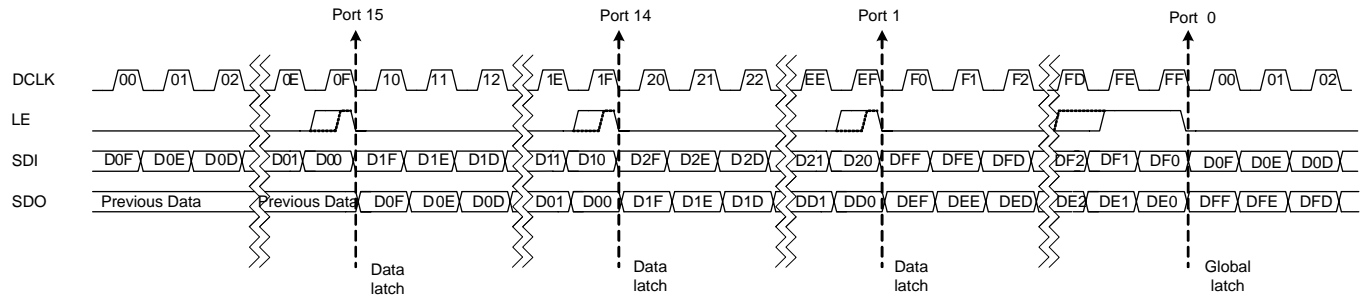 Port 15 Port 14 Port 1 Port 0
DCLK 00 01 02 0E 0F 10 11 12 1E 1F 20 21 22 EE EF F0 F1 F2 FD FE FF 00 01 02
LE
SDI D0F D0E D0D D01 D00 D1F D1E D1D D11 D10 D2F D2E D2D D21 D20 DFF DFE DFD DF2 DF1 DF0 D0F D0E D0D
SDO Previous Data Previous Data D0F D0E D0D D01 D00 D1F D1E D1D DD1 DD0 DEF DEE DED DE2 DE1 DE0 DFF DFE DFD
Data Data Data Global
latch latch latch latch